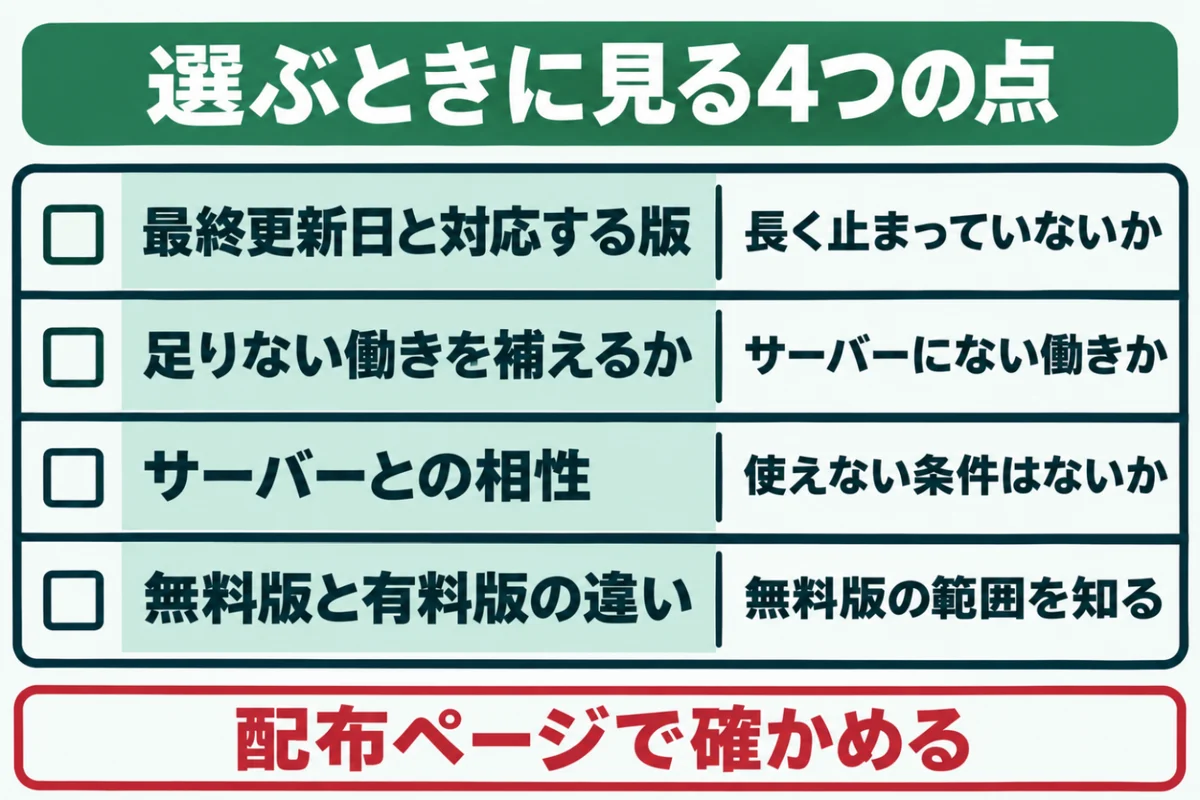 選ぶときに見る4つの点
最終更新日と対応する版
長く止まっていないか
足りない働きを補えるか
サーバーにない働きか
サーバーとの相性
使えない条件はないか
無料版と有料版の違い
無料版の範囲を知る
配布ページで確かめる